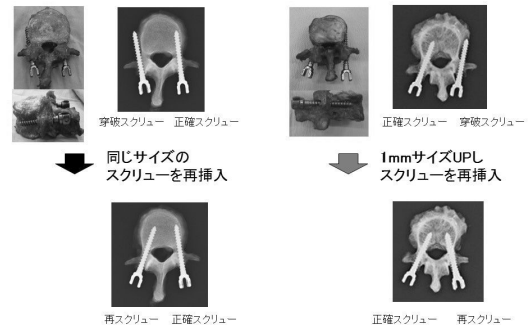 穿破スクリュー 正確スクリュー
正確スクリュー 穿破スクリュー
同じサイズの
スクリューを再挿入
1mmサイズUPし
スクリューを再挿入
再スクリュー 正確スクリュー
正確スクリュー 再スクリュー